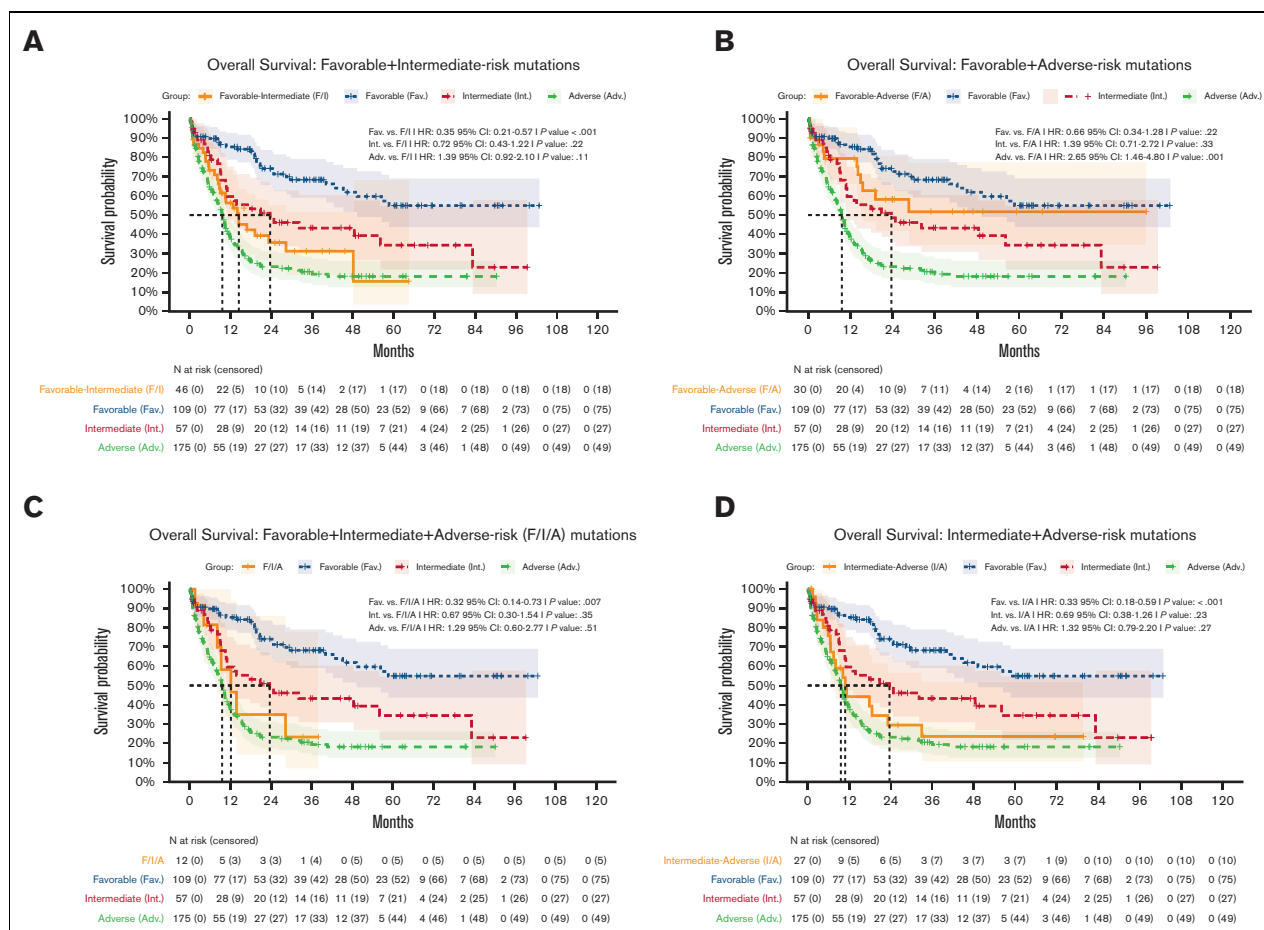 A
Overall Survival: Favorable+Intermediate-risk mutations
Group: Favorable-Intermediate (F/I) Favorable (Fav.) Intermediate (Int.) Adverse (Adv.)
Fav. vs. F/I I HR: 0.35 95% CI: 0.21-0.57 I P value < .001
Int. vs. F/I I HR: 0.72 95% CI: 0.43-1.22 I P value: .22
Adv. vs. F/I I HR: 1.39 95% CI: 0.92-2.10 I P value: .11
Survival probability
100%
90%
80%
70%
60%
50%
40%
30%
20%
10%
0%
0 12 24 36 48 60 72 84 96 108 120
Months
N at risk (censored)
Favorable-Intermediate (F/I) 46 (0) 22 (5) 10 (10) 5 (14) 2 (17) 1 (17) 0 (18) 0 (18) 0 (18) 0 (18) 0 (18)
Favorable (Fav.) 109 (0) 77 (17) 53 (32) 39 (42) 28 (50) 23 (52) 9 (66) 7 (68) 2 (73) 0 (75) 0 (75)
Intermediate (Int.) 57 (0) 28 (9) 20 (12) 14 (16) 11 (19) 7 (21) 4 (24) 2 (25) 1 (26) 0 (27) 0 (27)
Adverse (Adv.) 175 (0) 55 (19) 27 (27) 17 (33) 12 (37) 5 (44) 3 (46) 1 (48) 0 (49) 0 (49) 0 (49)
B
Overall Survival: Favorable+Adverse-risk mutations
Group: Favorable-Adverse (F/A) Favorable (Fav.) Intermediate (Int.) Adverse (Adv.)
Fav. vs. F/A I HR: 0.66 95% CI: 0.34-1.28 I P value: .22
Int. vs. F/A I HR: 1.39 95% CI: 0.71-2.72 I P value: .33
Adv. vs. F/A I HR: 2.65 95% CI: 1.46-4.80 I P value: .001
Survival probability
100%
90%
80%
70%
60%
50%
40%
30%
20%
10%
0%
0 12 24 36 48 60 72 84 96 108 120
Months
N at risk (censored)
Favorable-Adverse (F/A) 30 (0) 20 (4) 10 (9) 7 (11) 4 (14) 2 (16) 1 (17) 1 (17) 1 (17) 0 (18) 0 (18)
Favorable (Fav.) 109 (0) 77 (17) 53 (32) 39 (42) 28 (50) 23 (52) 9 (66) 7 (68) 2 (73) 0 (75) 0 (75)
Intermediate (Int.) 57 (0) 28 (9) 20 (12) 14 (16) 11 (19) 7 (21) 4 (24) 2 (25) 1 (26) 0 (27) 0 (27)
Adverse (Adv.) 175 (0) 55 (19) 27 (27) 17 (33) 12 (37) 5 (44) 3 (46) 1 (48) 0 (49) 0 (49) 0 (49)
C
Overall Survival: Favorable+Intermediate+Adverse-risk (F/I/A) mutations
Group: F/I/A Favorable (Fav.) Intermediate (Int.) Adverse (Adv.)
Fav. vs. F/I/A I HR: 0.32 95% CI: 0.14-0.73 I P value: .007
Int. vs. F/I/A I HR: 0.67 95% CI: 0.30-1.54 I P value: .35
Adv. vs. F/I/A I HR: 1.29 95% CI: 0.60-2.77 I P value: .51
Survival probability
100%
90%
80%
70%
60%
50%
40%
30%
20%
10%
0%
0 12 24 36 48 60 72 84 96 108 120
Months
N at risk (censored)
F/I/A 12 (0) 5 (3) 3 (3) 1 (4) 0 (5) 0 (5) 0 (5) 0 (5) 0 (5) 0 (5) 0 (5)
Favorable (Fav.) 109 (0) 77 (17) 53 (32) 39 (42) 28 (50) 23 (52) 9 (66) 7 (68) 2 (73) 0 (75) 0 (75)
Intermediate (Int.) 57 (0) 28 (9) 20 (12) 14 (16) 11 (19) 7 (21) 4 (24) 2 (25) 1 (26) 0 (27) 0 (27)
Adverse (Adv.) 175 (0) 55 (19) 27 (27) 17 (33) 12 (37) 5 (44) 4 (46) 1 (48) 0 (49) 0 (49) 0 (49)
D
Overall Survival: Intermediate+Adverse-risk mutations
Group: Intermediate-Adverse (I/A) Favorable (Fav.) Intermediate (Int.) Adverse (Adv.)
Fav. vs. I/A I HR: 0.33 95% CI: 0.18-0.59 I P value: < .001
Int. vs. I/A I HR: 0.69 95% CI: 0.38-1.26 I P value: .23
Adv. vs. I/A I HR: 1.32 95% CI: 0.79-2.20 I P value: .27
Survival probability
100%
90%
80%
70%
60%
50%
40%
30%
20%
10%
0%
0 12 24 36 48 60 72 84 96 108 120
Months
N at risk (censored)
Intermediate-Adverse (I/A) 27 (0) 9 (5) 6 (5) 3 (7) 3 (7) 3 (7) 1 (9) 0 (10) 0 (10) 0 (10) 0 (10)
Favorable (Fav.) 109 (0) 77 (17) 53 (32) 39 (42) 28 (50) 23 (52) 9 (66) 7 (68) 2 (73) 0 (75) 0 (75)
Intermediate (Int.) 57 (0) 28 (9) 20 (12) 14 (16) 11 (19) 7 (21) 4 (24) 2 (25) 1 (26) 0 (27) 0 (27)
Adverse (Adv.) 175 (0) 55 (19) 27 (27) 17 (33) 12 (37) 5 (44) 3 (46) 1 (48) 0 (49) 0 (49) 0 (49)